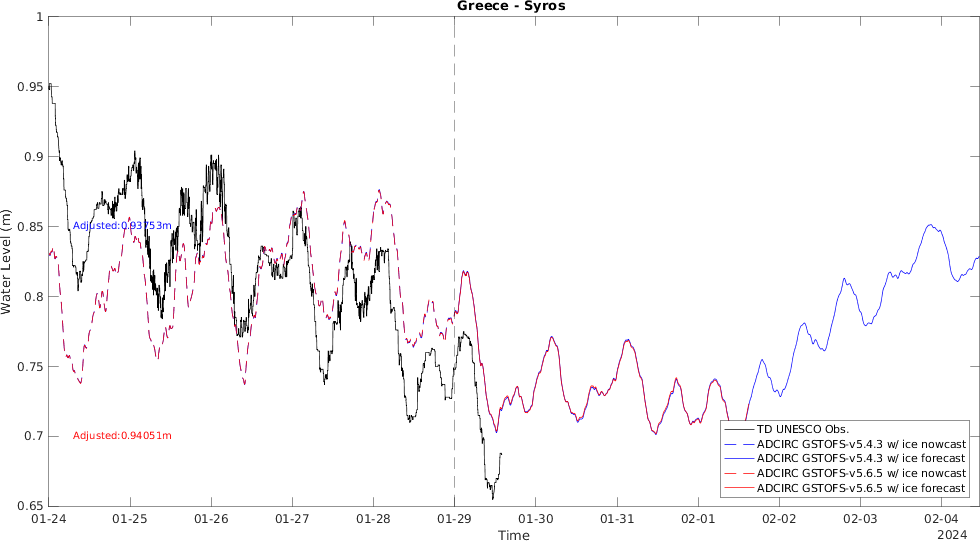 Greece - Syros
1
0.95
0.9
0.85
0.8
0.75
0.7
0.65
Water Level (m)
Adjusted:0.93753m
Adjusted:0.94051m
TD UNESCO Obs.
ADCIRC GSTOFS-v5.4.3 w/ ice nowcast
ADCIRC GSTOFS-v5.4.3 w/ ice forecast
ADCIRC GSTOFS-v5.6.5 w/ ice nowcast
ADCIRC GSTOFS-v5.6.5 w/ ice forecast
01-24 01-25 01-26 01-27 01-28 01-29 01-30 01-31 02-01 02-02 02-03 02-04
Time
2024